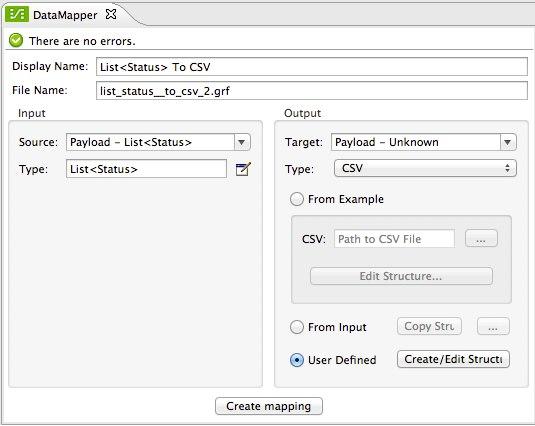 DataMapper
There are no errors.
Display Name: List<Status> To CSV
File Name: list_status__to_csv_2.grf
Input
Output
Source: Payload - List<Status>
Type: List<Status>
Target: Payload - Unknown
Type: CSV
From Example
CSV: Path to CSV File ...
Edit Structure...
From Input Copy Stru ...
User Defined Create/Edit Structu
Create mapping